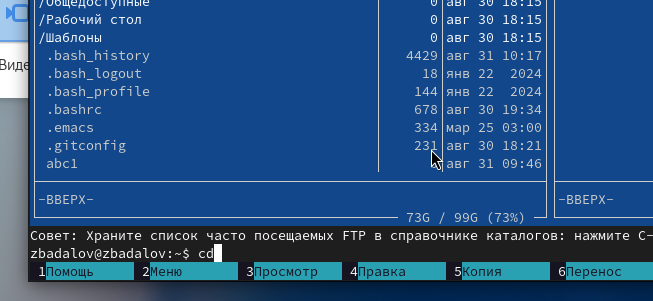 /Общедоступные 0 авг 30 18:15
/Рабочий стол 0 авг 30 18:15
/Шаблоны 0 авг 30 18:15
Виде
.bash_history 4429 авг 31 10:17
.bash_logout 18 янв 22 2024
.bash_profile 144 янв 22 2024
.bashrc 678 авг 30 19:34
.emacs 334 мар 25 03:00
.gitconfig 231 авг 30 18:21
abc1 авг 31 09:46
-ВВЕРХ- -ВВЕРХ-
73G / 99G (73%)
Совет: Храните список часто посещаемых FTP в справочнике каталогов: нажмите C-
zbadalov@zbadalov:~$ cd
1Помощь 2Меню 3Просмотр 4Правка 5Копия 6Перенос